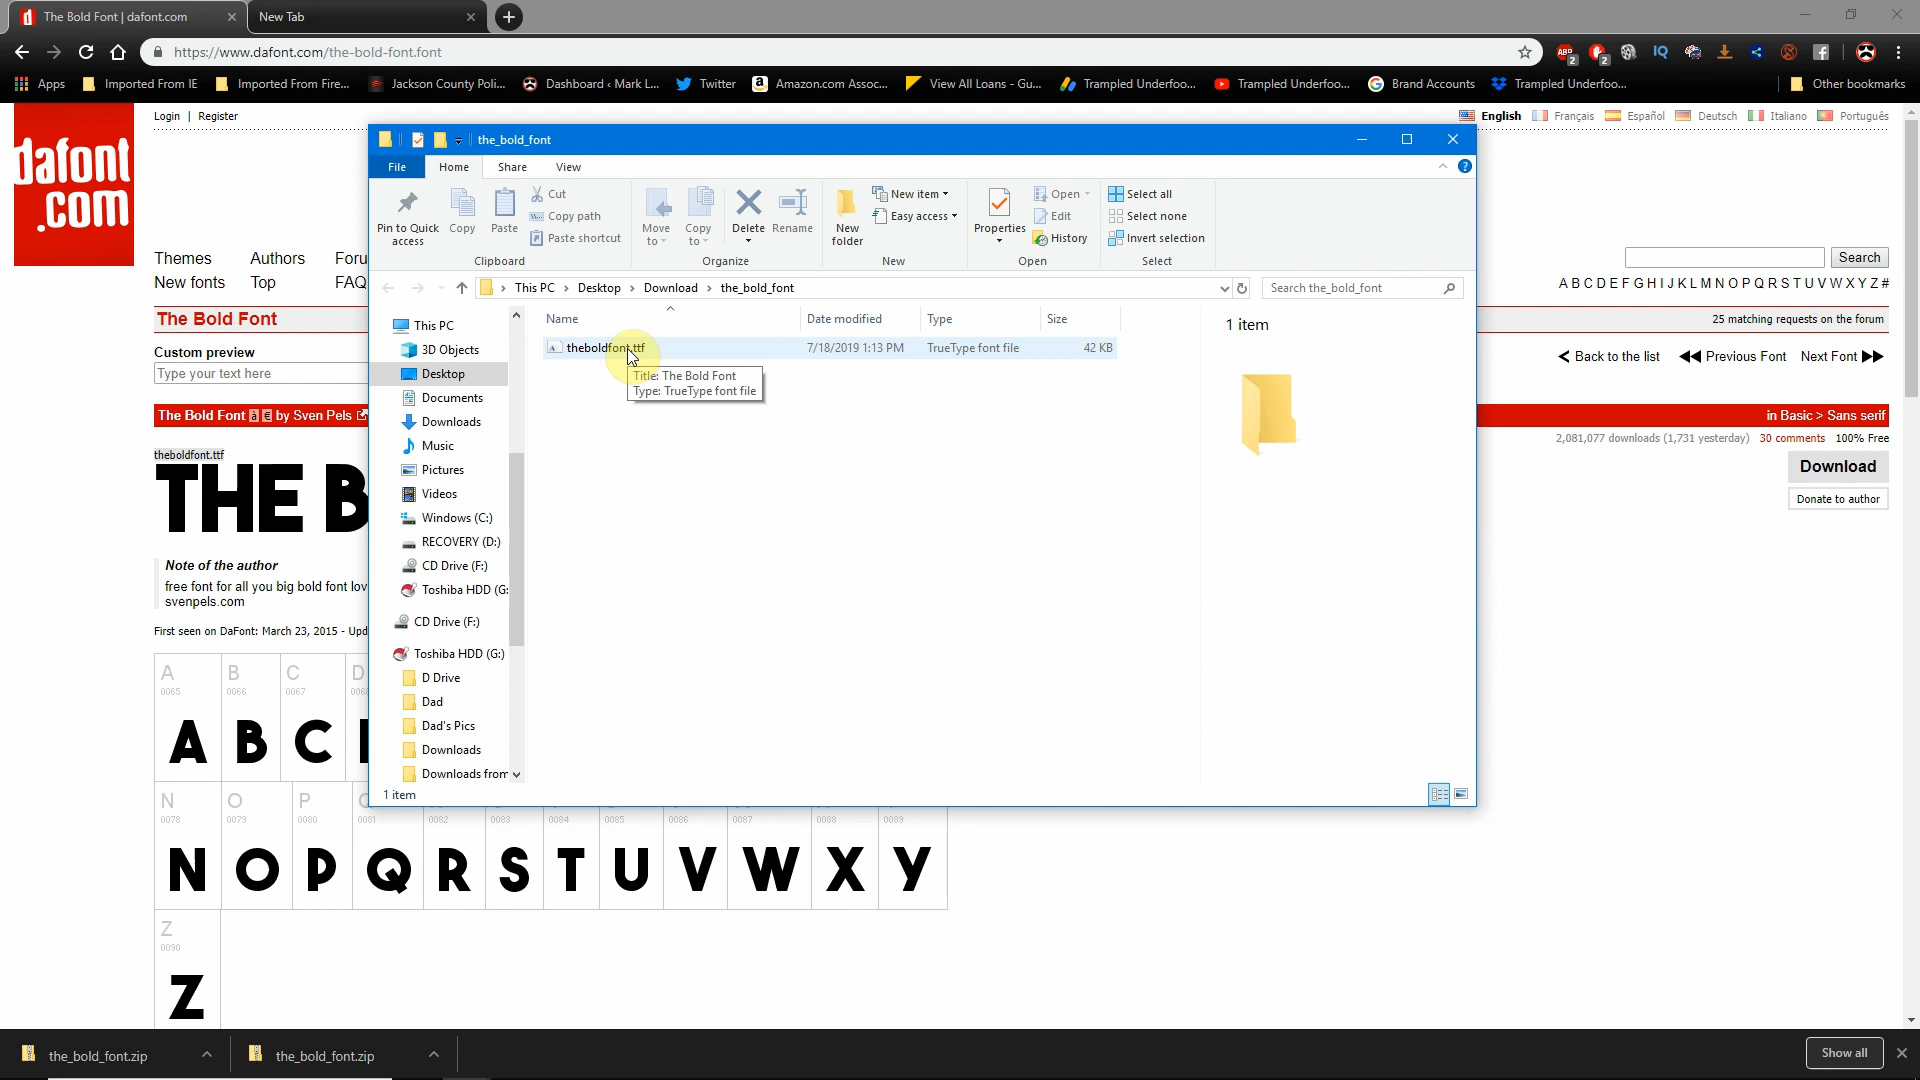 The Bold Font | dafont.com
New Tab
https://www.dafont.com/the-bold-font.font
ABP
2
2
IQ
Apps
Imported From IE
Imported From Fire...
Jackson County Poli...
Dashboard ‹ Mark L...
Twitter
Amazon.com Assoc...
View All Loans - Gu...
Trampled Underfoo...
Trampled Underfoo...
Brand Accounts
Trampled Underfoo...
Other bookmarks
dafont
.com
Login | Register
English
Français
Español
Deutsch
Italiano
Português
Themes
Authors
Foru
New fonts
Top
FAQ
Search
A B C D E F G H I J K L M N O P Q R S T U V W X Y Z #
The Bold Font
25 matching requests on the forum
Custom preview
Type your text here
Back to the list
Previous Font
Next Font
The Bold Font à € by Sven Pels
in Basic > Sans serif
2,081,077 downloads (1,731 yesterday)
30 comments
100% Free
Download
Donate to author
theboldfont.ttf
THE B
Note of the author
free font for all you big bold font lov
svenpels.com
First seen on DaFont: March 23, 2015 - Upd
the_bold_font
File
Home
Share
View
Pin to Quick
access
Copy
Paste
Cut
Copy path
Paste shortcut
Clipboard
Move
to
Copy
to
Delete
Rename
Organize
New
folder
New item
Easy access
New
Properties
Open
Edit
History
Open
Select all
Select none
Invert selection
Select
This PC > Desktop > Download > the_bold_font
Search the_bold_font
Name
Date modified
Type
Size
theboldfont.ttf
7/18/2019 1:13 PM
TrueType font file
42 KB
Title: The Bold Font
Type: TrueType font file
1 item
This PC
3D Objects
Desktop
Documents
Downloads
Music
Pictures
Videos
Windows (C:)
RECOVERY (D:)
CD Drive (F:)
Toshiba HDD (G:
CD Drive (F:)
Toshiba HDD (G:)
D Drive
Dad
Dad's Pics
Downloads
Downloads from
1 item
A B C D
0065 0066 0067 0068
A B C
N O P Q
0078 0079 0080 0081 0082 0083 0084 0085 0086 0087 0088 0089
N O P Q R S T U V W X Y
Z
0090
Z
the_bold_font.zip
the_bold_font.zip
Show all